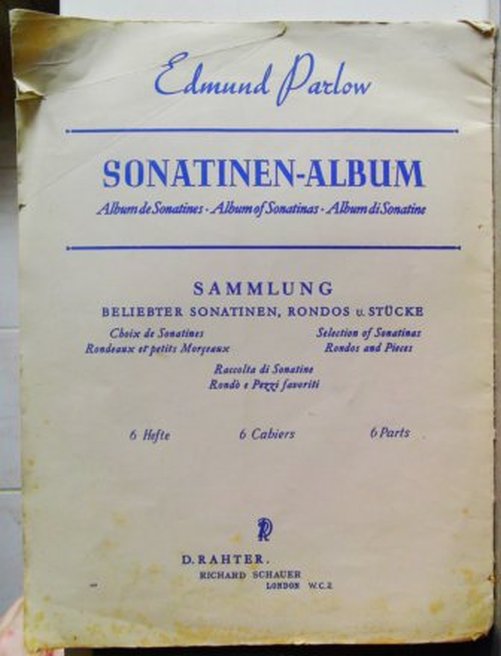 Edmund Parlow
SONATINEN-ALBUM
Album de Sonatines · Album of Sonatinas · Album di Sonatine
SAMMLUNG
BELIEBTER SONATINEN, RONDOS U. STÜCKE
Choix de Sonatines
Rondeaux et petits Morçeaux
Selection of Sonatinas
Rondos and Pieces
Raccolta di Sonatine
Rondò e Pezzi favoriti
6 Hefte 6 Cahiers 6 Parts
D. RAHTER.
RICHARD SCHAUER
LONDON W.C.2.